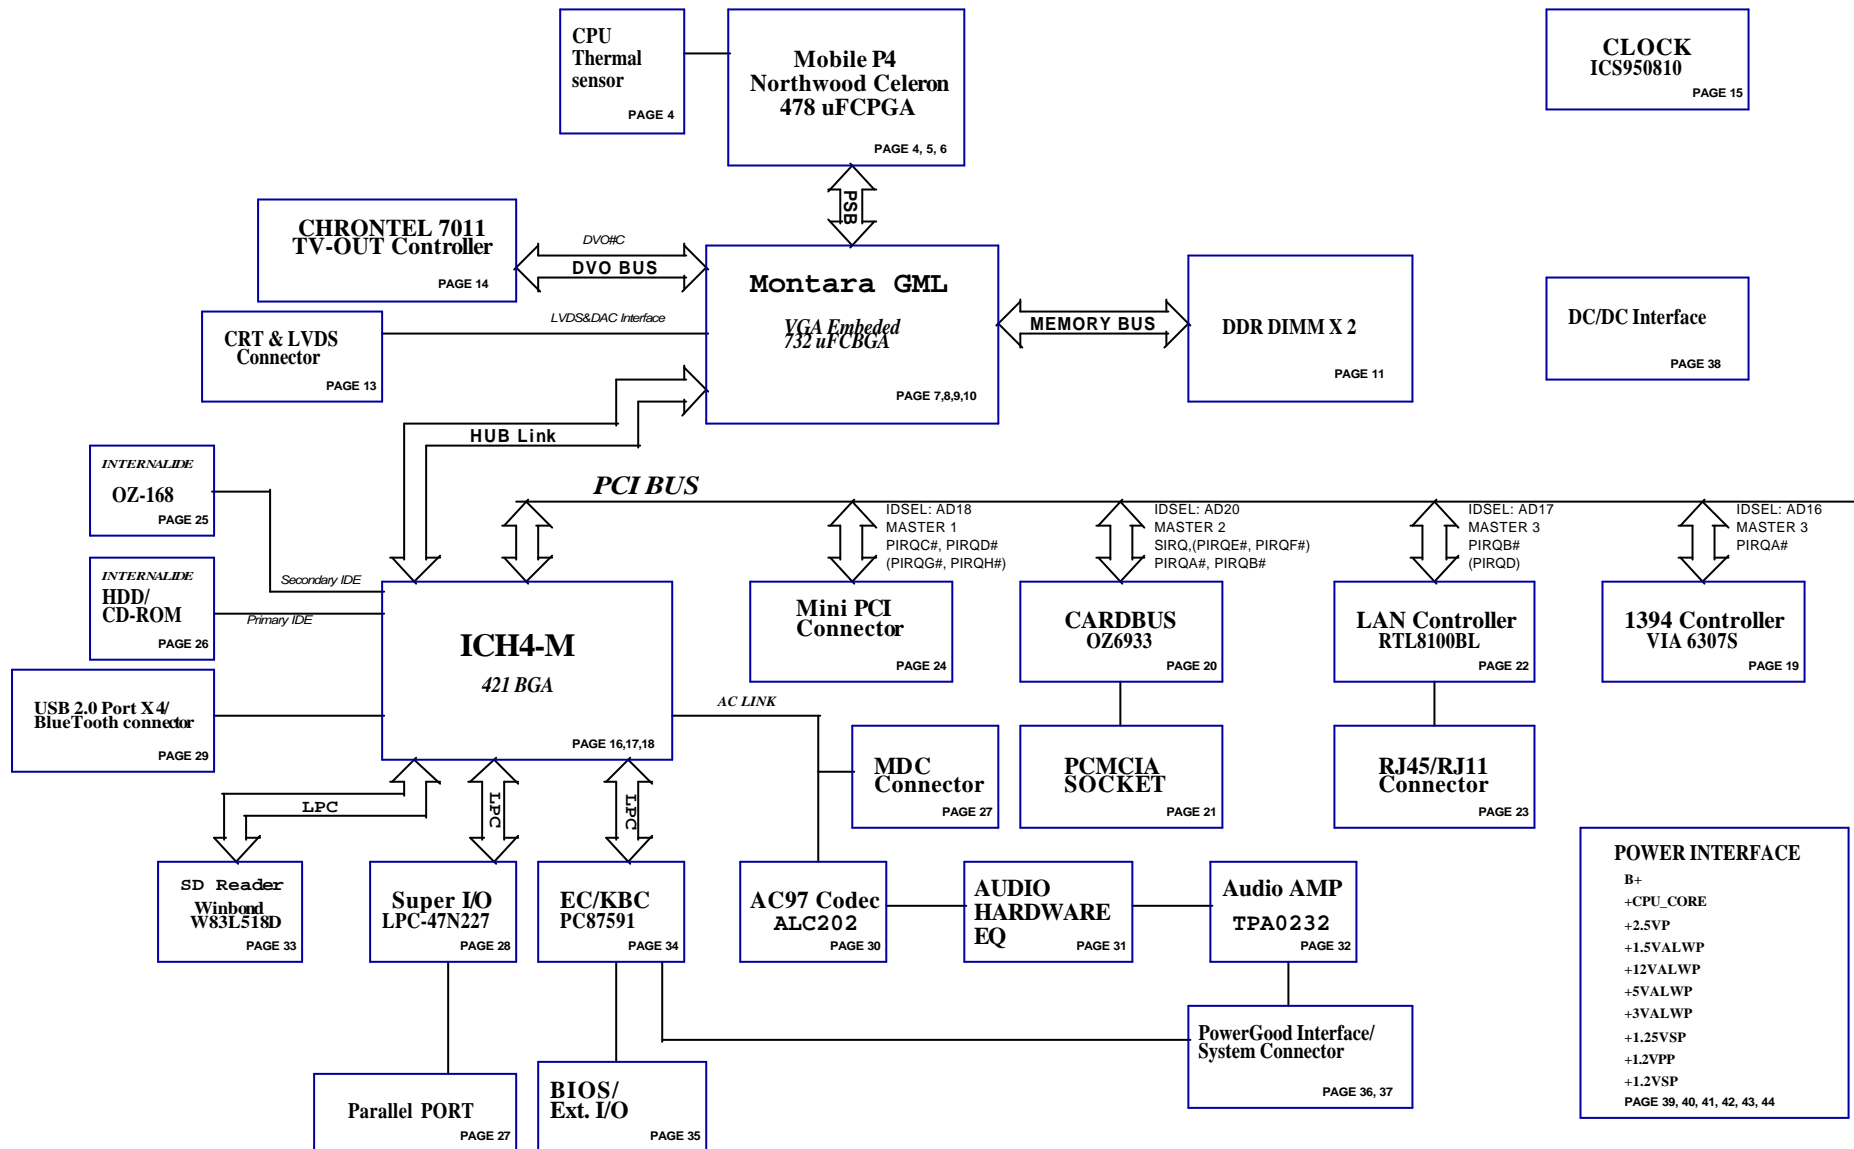 CPU
Thermal
sensor
PAGE 4
Mobile P4
Northwood Celeron
478 uFCPGA
PAGE 4, 5, 6
CLOCK
ICS950810
PAGE 15
PSB
CHRONTEL 7011
TV-OUT Controller
PAGE 14
DVO#C
DVO BUS
Montara GML
VGA Embeded
732 uFCBGA
PAGE 7,8,9,10
MEMORY BUS
DDR DIMM X 2
PAGE 11
DC/DC Interface
PAGE 38
CRT & LVDS
Connector
PAGE 13
LVDS&DAC Interface
HUB Link
INTERNALIDE
OZ-168
PAGE 25
PCI BUS
IDSEL: AD18
MASTER 1
PIRQC#, PIRQD#
(PIRQG#, PIRQH#)
IDSEL: AD20
MASTER 2
SIRQ,(PIRQE#, PIRQF#)
PIRQA#, PIRQB#
IDSEL: AD17
MASTER 3
PIRQB#
(PIRQD)
IDSEL: AD16
MASTER 3
PIRQA#
INTERNALIDE
HDD/
CD-ROM
PAGE 26
Secondary IDE
Primary IDE
ICH4-M
421 BGA
PAGE 16,17,18
Mini PCI
Connector
PAGE 24
CARDBUS
OZ6933
PAGE 20
LAN Controller
RTL8100BL
PAGE 22
1394 Controller
VIA 6307S
PAGE 19
USB 2.0 Port X4/
BlueTooth connector
PAGE 29
AC LINK
MDC
Connector
PAGE 27
PCMCIA
SOCKET
PAGE 21
RJ45/RJ11
Connector
PAGE 23
LPC
LPC
LPC
SD Reader
Winbond
W83L518D
PAGE 33
Super I/O
LPC-47N227
PAGE 28
EC/KBC
PC87591
PAGE 34
AC97 Codec
ALC202
PAGE 30
AUDIO
HARDWARE
EQ
PAGE 31
Audio AMP
TPA0232
PAGE 32
POWER INTERFACE
B+
+CPU_CORE
+2.5VP
+1.5VALWP
+12VALWP
+5VALWP
+3VALWP
+1.25VSP
+1.2VPP
+1.2VSP
PAGE 39, 40, 41, 42, 43, 44
PowerGood Interface/
System Connector
PAGE 36, 37
Parallel PORT
PAGE 27
BIOS/
Ext. I/O
PAGE 35